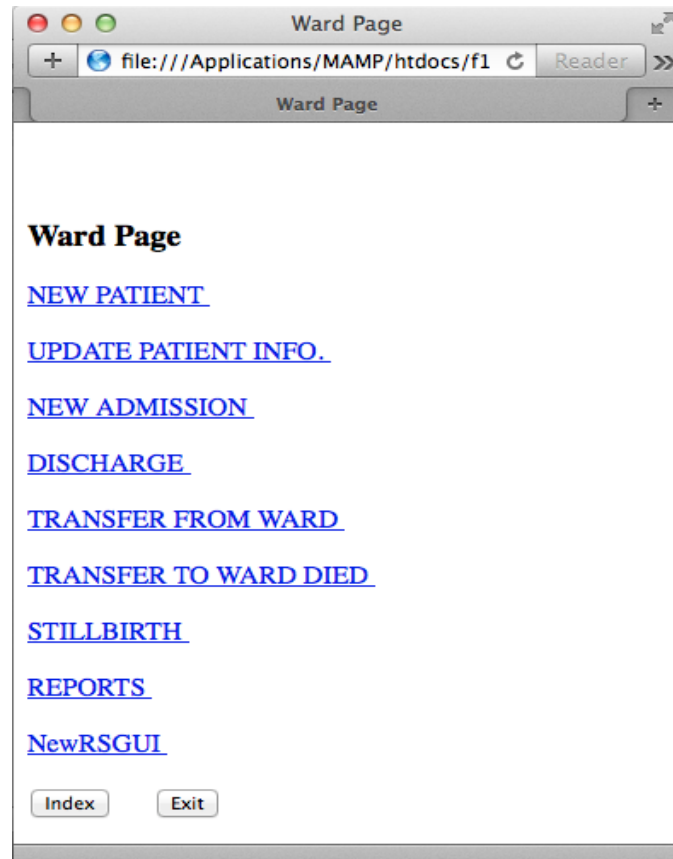 Ward Page
file:///Applications/MAMP/htdocs/f1 Reader
Ward Page
Ward Page
NEW PATIENT
UPDATE PATIENT INFO.
NEW ADMISSION
DISCHARGE
TRANSFER FROM WARD
TRANSFER TO WARD DIED
STILLBIRTH
REPORTS
NewRSGUI
Index Exit